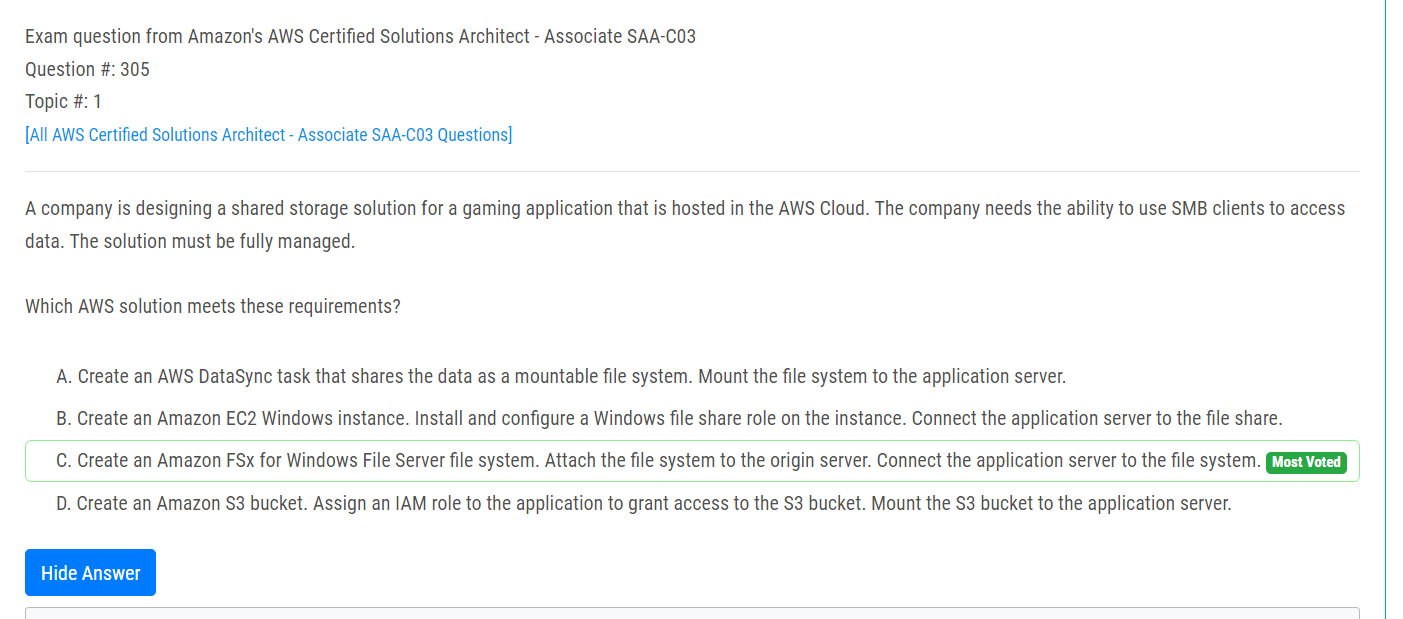 Exam question from Amazon's AWS Certified Solutions Architect - Associate SAA-C03
Question #: 305
Topic #: 1
[All AWS Certified Solutions Architect - Associate SAA-C03 Questions]
A company is designing a shared storage solution for a gaming application that is hosted in the AWS Cloud. The company needs the ability to use SMB clients to access
data. The solution must be fully managed.
Which AWS solution meets these requirements?
A. Create an AWS DataSync task that shares the data as a mountable file system. Mount the file system to the application server.
B. Create an Amazon EC2 Windows instance. Install and configure a Windows file share role on the instance. Connect the application server to the file share.
C. Create an Amazon FSx for Windows File Server file system. Attach the file system to the origin server. Connect the application server to the file system. Most Voted
D. Create an Amazon S3 bucket. Assign an IAM role to the application to grant access to the S3 bucket. Mount the S3 bucket to the application server.
Hide Answer